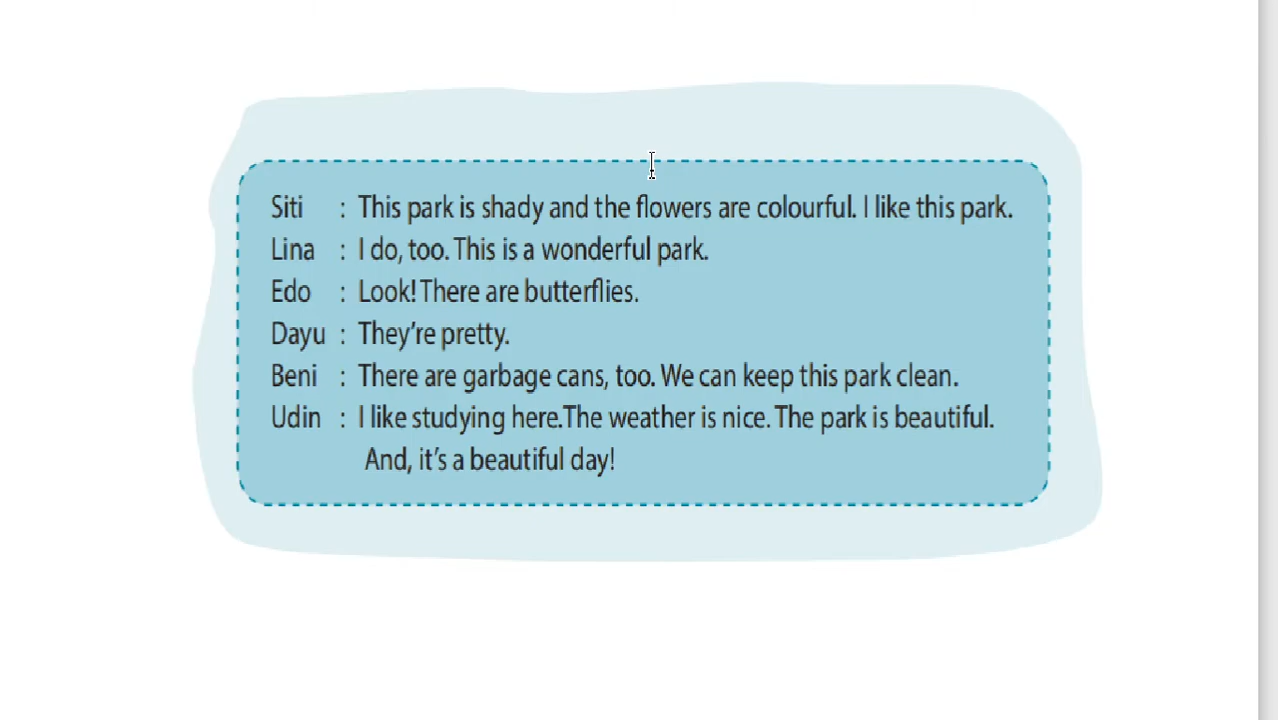 Siti : This park is shady and the flowers are colourful. I like this park.
Lina : I do, too. This is a wonderful park.
Edo : Look! There are butterflies.
Dayu : They're pretty.
Beni : There are garbage cans, too. We can keep this park clean.
Udin : I like studying here.The weather is nice. The park is beautiful.
And, it's a beautiful day!